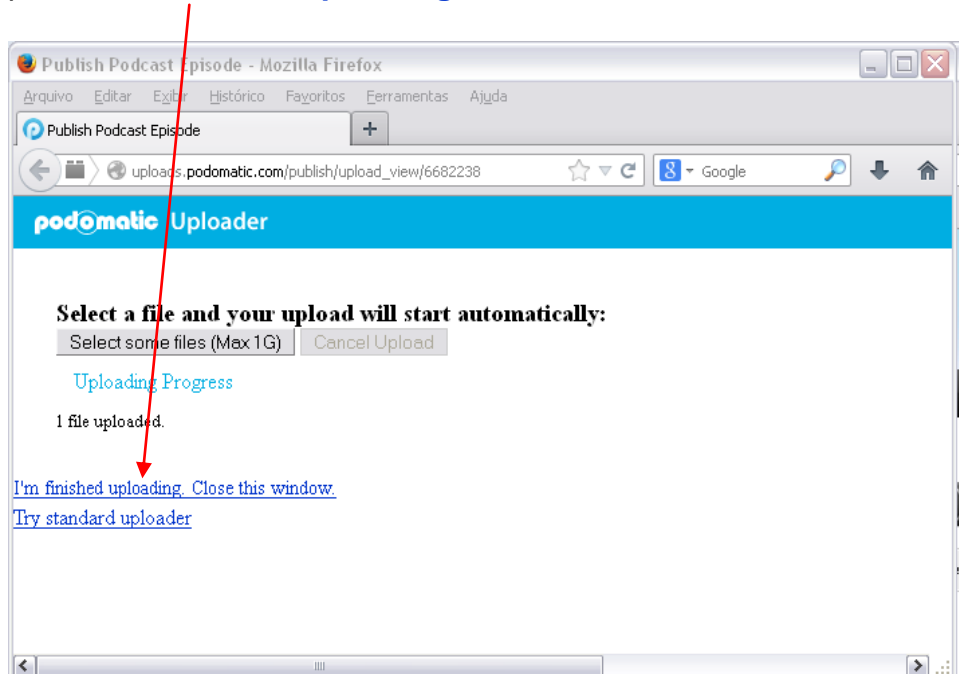 Publish Podcast Episode - Mozilla Firefox
Arquivo Editar Exibir Histórico Favoritos Ferramentas Ajuda
Publish Podcast Episode +
uploads.podomatic.com/publish/upload_view/6682238 8 Google
podomatic Uploader
Select a file and your upload will start automatically:
Select some files (Max 1G) Cancel Upload
Uploading Progress
1 file uploaded.
I'm finished uploading. Close this window.
Try standard uploader